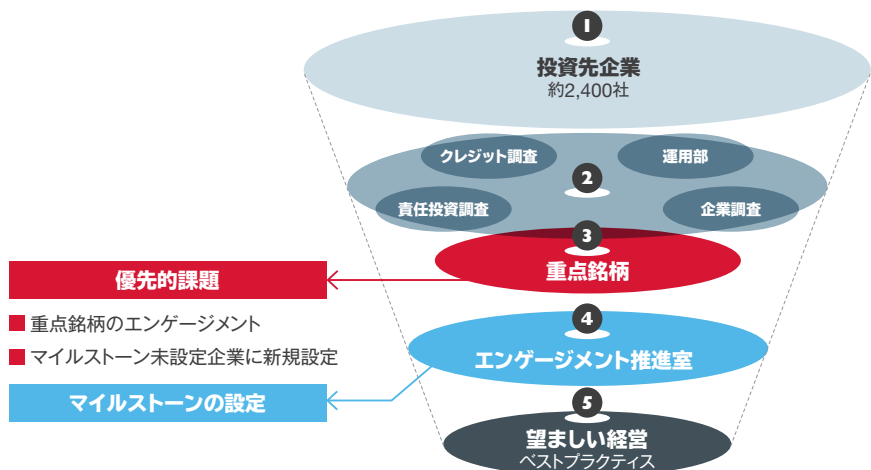 1
投資先企業
約2,400社
クレジット調査
運用部
2
責任投資調査
企業調査
3
重点銘柄
優先的課題
重点銘柄のエンゲージメント
マイルストーン未設定企業に新規設定
4
エンゲージメント推進室
マイルストーンの設定
5
望ましい経営
ベストプラクティス